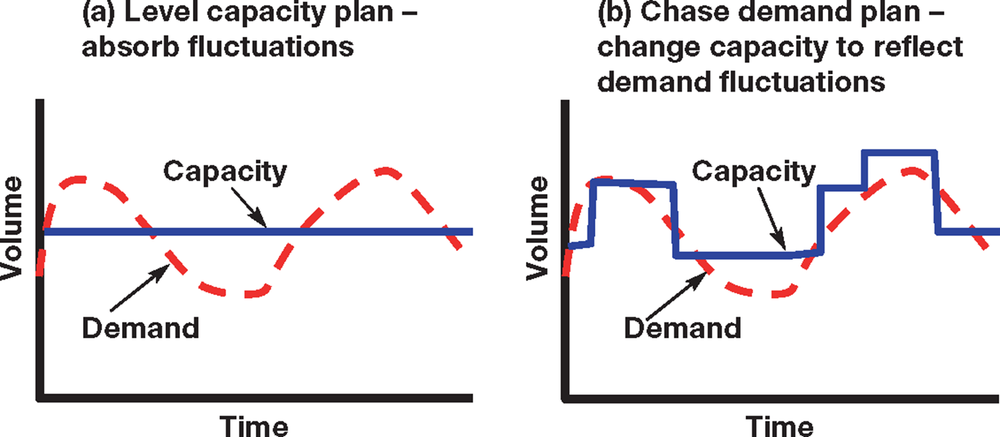 (a) Level capacity plan –
absorb fluctuations
Capacity
Demand
Volume
Time
(b) Chase demand plan –
change capacity to reflect
demand fluctuations
Capacity
Demand
Volume
Time